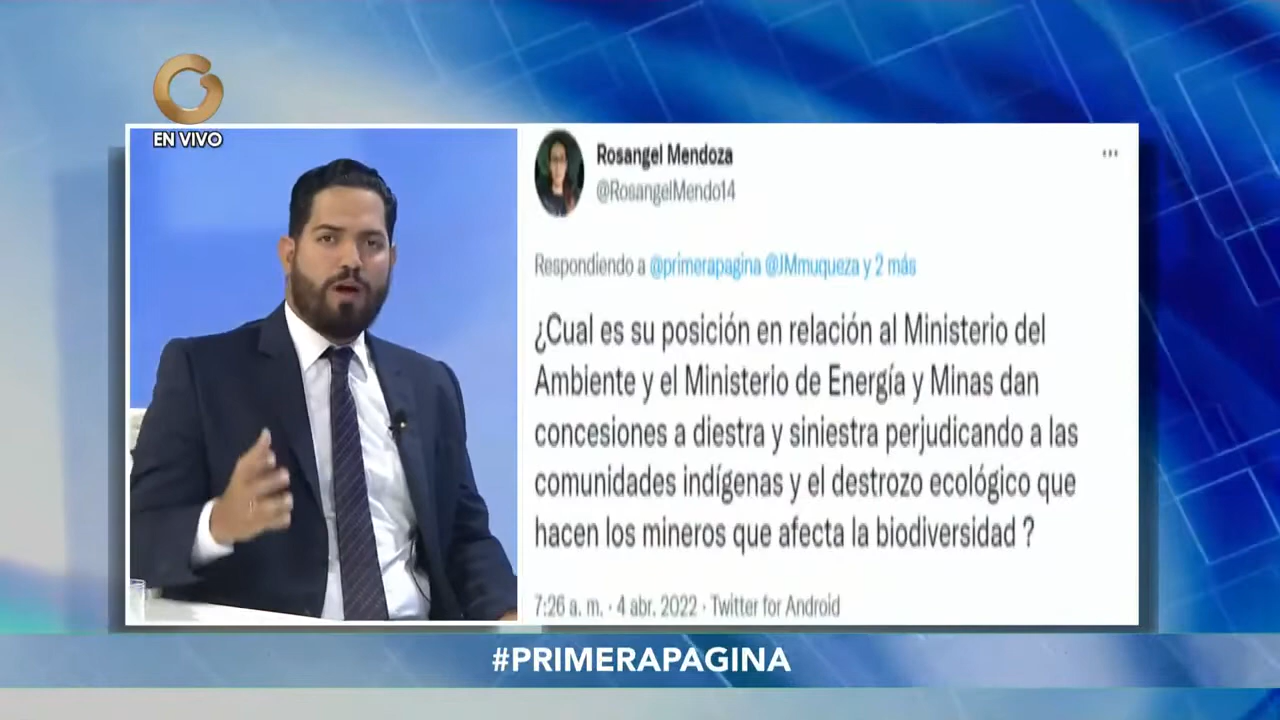 EN VIVO
Rosangel Mendoza
@RosangelMendo14
Respondiendo a @primerapagina @JMmuqueza y 2 más
¿Cual es su posición en relación al Ministerio del
Ambiente y el Ministerio de Energía y Minas dan
concesiones a diestra y siniestra perjudicando a las
comunidades indígenas y el destrozo ecológico que
hacen los mineros que afecta la biodiversidad ?
7:26 a. m. · 4 abr. 2022 · Twitter for Android
#PRIMERAPAGINA